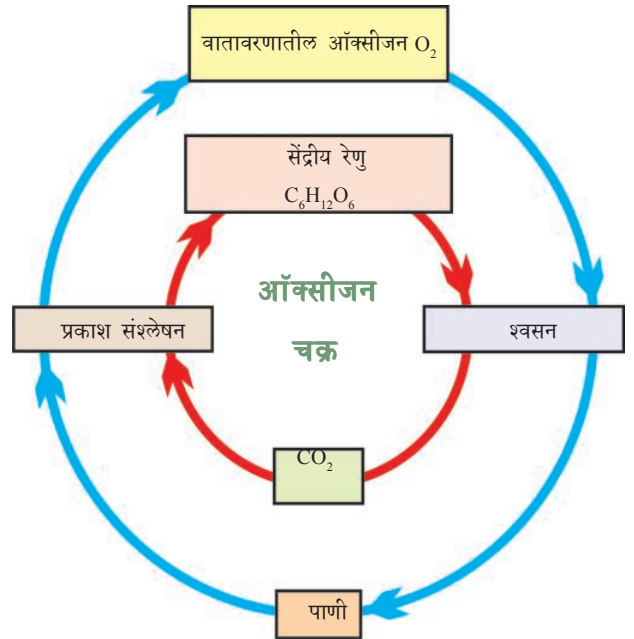 वातावरणातील ऑक्सीजन O₂
सेंद्रीय रेणु
C₆H₁₂O₆
ऑक्सीजन
चक्र
प्रकाश संश्लेषन
श्वसन
CO₂
पाणी